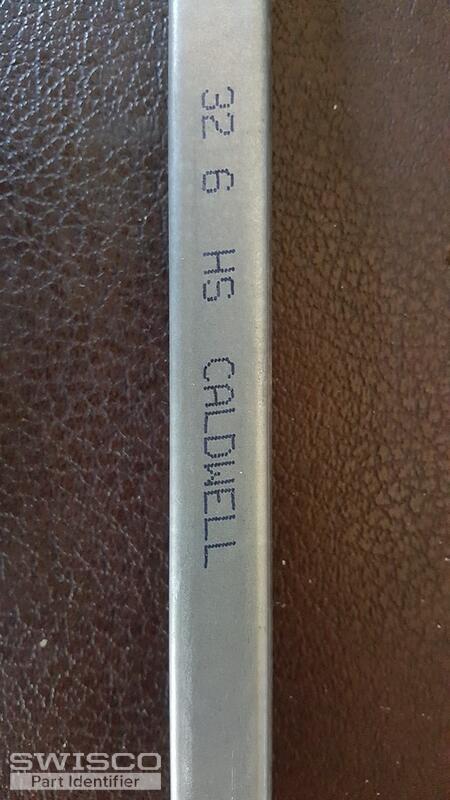 32 6 HS CALDWELL
SWISCO
Part Identifier